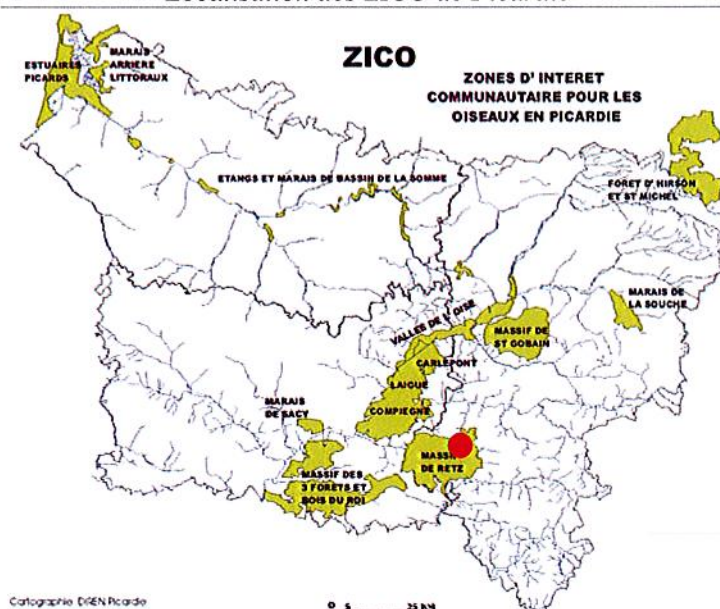 ZICO
ZONES D' INTERET
COMMUNAUTAIRE POUR LES
OISEAUX EN PICARDIE
ESTUAIRES
PICARDS
MARAIS
ARRIERE
LITTORAUX
ETANGS ET MARAIS DE BASSIN DE LA SOMME
FORET D' HIRSON
ET ST MICHEL
MARAIS DE
LA SOUCHE
VALLEE DE L' OISE
MASSIF DE
ST GOBAIN
CARLEPONT
LAIGUE
COMPIEGNE
MARAIS
DE SACY
MASSIF DES
3 FORETS ET
BOIS DU ROI
DE RETZ
Cartographie DIREN Picardie
0 5 25 KM